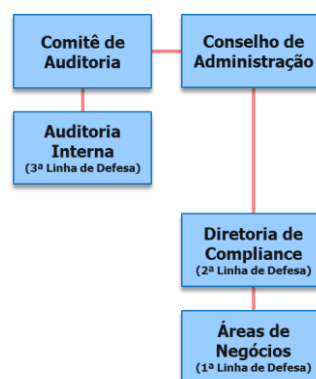 Comitê de
Auditoria
Conselho de
Administração
Auditoria
Interna
(3ª Linha de Defesa)
Diretoria de
Compliance
(2ª Linha de Defesa)
Áreas de
Negócios
(1ª Linha de Defesa)